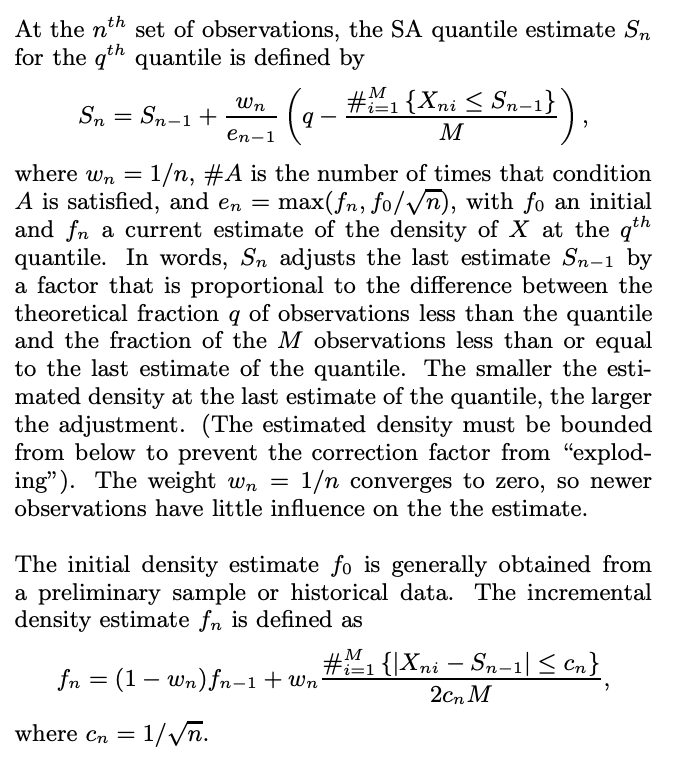 At the n^{th} set of observations, the SA quantile estimate S_n
for the q^{th} quantile is defined by
S_n = S_{n−1} + \frac{w_n}{e_{n−1}} \left( q − \frac{\#_{i=1}^{M} \{X_{ni} ≤ S_{n−1}\}}{M} \right),
where w_n = 1/n, #A is the number of times that condition
A is satisfied, and e_n = max(f_n, f_0/√n), with f_0 an initial
and f_n a current estimate of the density of X at the q^{th}
quantile. In words, S_n adjusts the last estimate S_{n−1} by
a factor that is proportional to the difference between the
theoretical fraction q of observations less than the quantile
and the fraction of the M observations less than or equal
to the last estimate of the quantile. The smaller the esti-
mated density at the last estimate of the quantile, the larger
the adjustment. (The estimated density must be bounded
from below to prevent the correction factor from “explod-
ing”). The weight w_n = 1/n converges to zero, so newer
observations have little influence on the the estimate.
The initial density estimate f_0 is generally obtained from
a preliminary sample or historical data. The incremental
density estimate f_n is defined as
f_n = (1 − w_n)f_{n−1} + w_n \frac{\#_{i=1}^{M} \{|X_{ni} − S_{n−1}| ≤ c_n\}}{2c_n M},
where c_n = 1/√n.